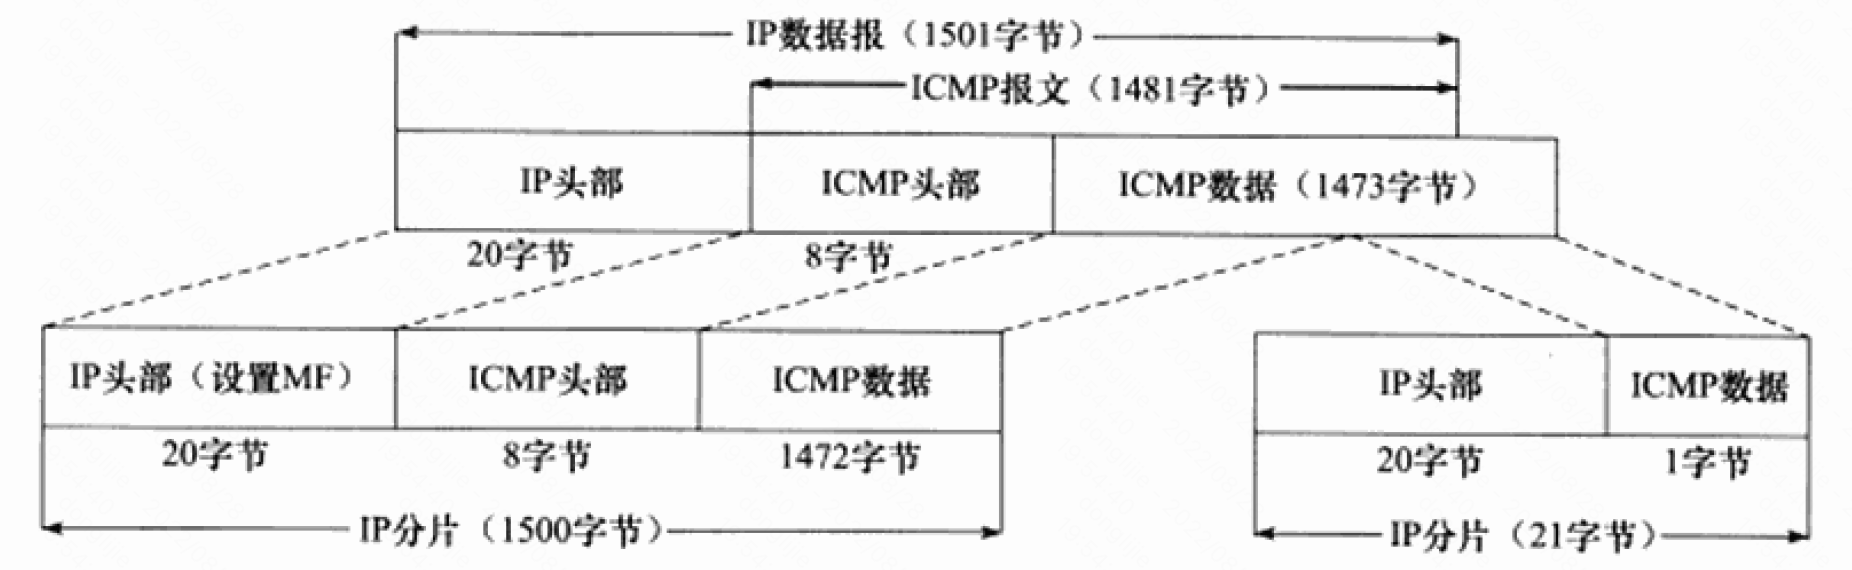 IP数据报（1501字节）
ICMP报文（1481字节）
IP头部 ICMP头部 ICMP数据（1473字节）
20字节 8字节
IP头部（设置MF） ICMP头部 ICMP数据 IP头部 ICMP数据
20字节 8字节 1472字节 20字节 1字节
IP分片（1500字节） IP分片（21字节）